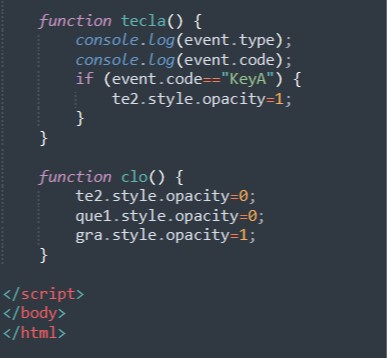 function tecla() {
console.log(event.type);
console.log(event.code);
if (event.code=="KeyA") {
te2.style.opacity=1;
}
}
function clo() {
te2.style.opacity=0;
que1.style.opacity=0;
gra.style.opacity=1;
}
</script>
</body>
</html>